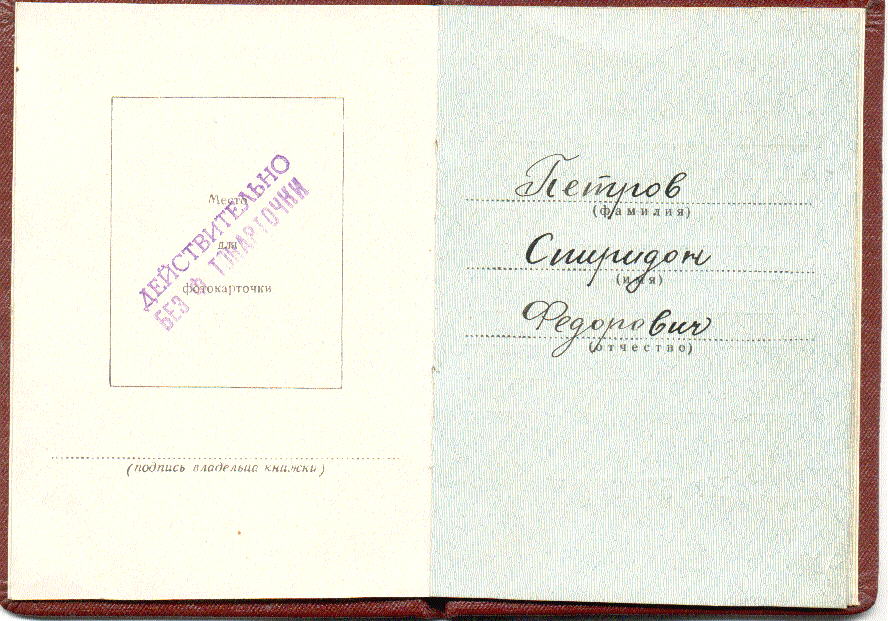 Место
для
фотокарточки
ДЕЙСТВИТЕЛЬНО
БЕЗ ФОТОКАРТОЧКИ
(подпись владельца книжки)
Петров
(фамилия)
Спиридон
(имя)
Федорович
(отчество)